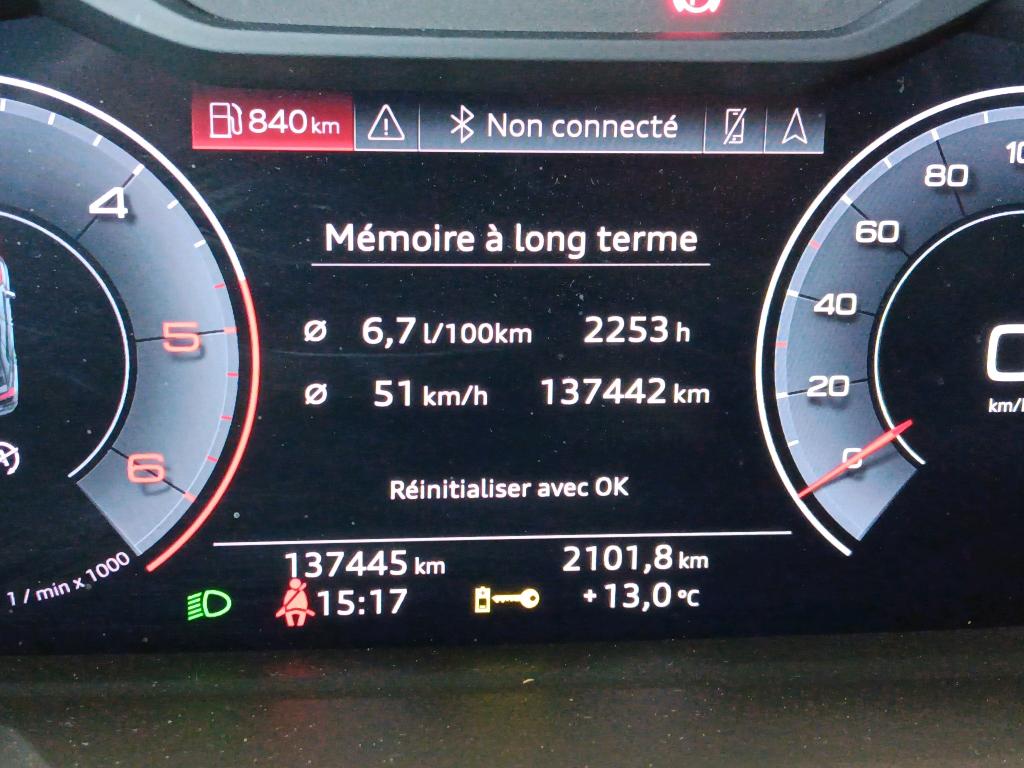 840 km Non connecté
Mémoire à long terme
ø 6,7 l/100km 2253 h
ø 51 km/h 137442 km
Réinitialiser avec OK
137445 km 2101,8 km
15:17 +13,0 °C
4
5
6
1 / min x 1000
80
60
40
20
0
0